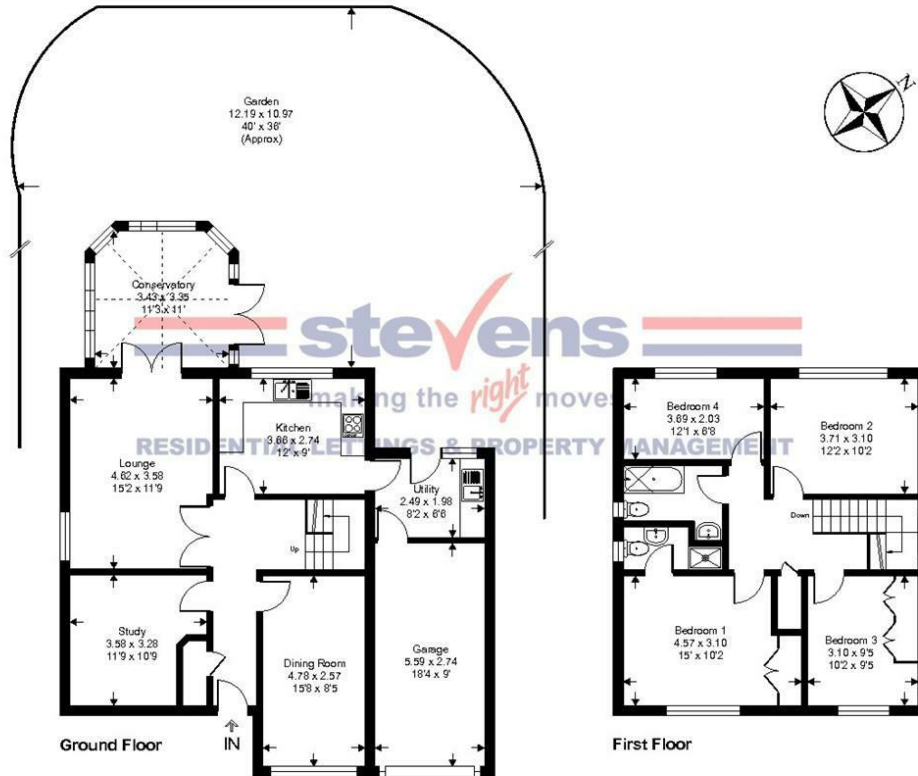 Garden
12.19 x 10.97
40' x 36'
(Approx)
N
Conservatory
3.43 x 3.35
11'3 x 11'
stevens
making the right moves
RESIDENTIAL LETTINGS & PROPERTY MANAGEMENT
Kitchen
3.66 x 2.74
12' x 9'
Lounge
4.62 x 3.58
15'2 x 11'9
Utility
2.49 x 1.98
8'2 x 6'6
Up
Study
3.58 x 3.28
11'9 x 10'9
Dining Room
4.78 x 2.57
15'8 x 8'5
Garage
5.59 x 2.74
18'4 x 9'
IN
Ground Floor
Bedroom 4
3.69 x 2.03
12'1 x 6'8
Bedroom 2
3.71 x 3.10
12'2 x 10'2
Down
Bedroom 1
4.57 x 3.10
15' x 10'2
Bedroom 3
3.10 x 9'5
10'2 x 9'5
First Floor